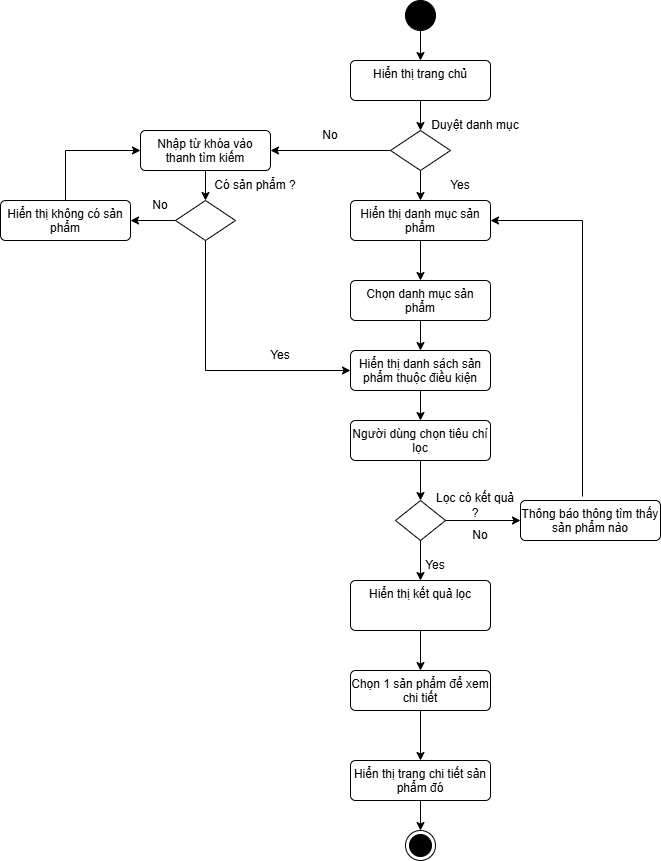 Hiển thị trang chủ
Duyệt danh mục
No
Nhập từ khóa vào
thanh tìm kiếm
Có sản phẩm ?
Yes
No
Hiển thị không có sản
phẩm
Hiển thị danh mục sản
phẩm
Chọn danh mục sản
phẩm
Yes
Hiển thị danh sách sản
phẩm thuộc điều kiện
Người dùng chọn tiêu chí
lọc
Lọc có kết quả
?
No
Thông báo thông tìm thấy
sản phẩm nào
Yes
Hiển thị kết quả lọc
Chọn 1 sản phẩm để xem
chi tiết
Hiển thị trang chi tiết sản
phẩm đó